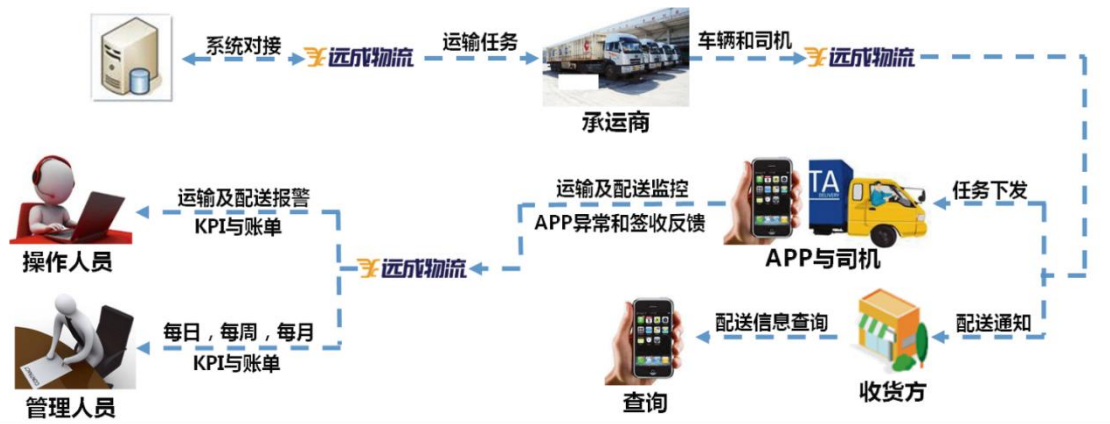 系统对接
远成物流
运输任务
承运商
车辆和司机
远成物流
任务下发
TA
DELIVERY
APP与司机
运输及配送监控
APP异常和签收反馈
远成物流
运输及配送报警
KPI与账单
操作人员
每日，每周，每月
KPI与账单
管理人员
配送通知
收货方
配送信息查询
查询